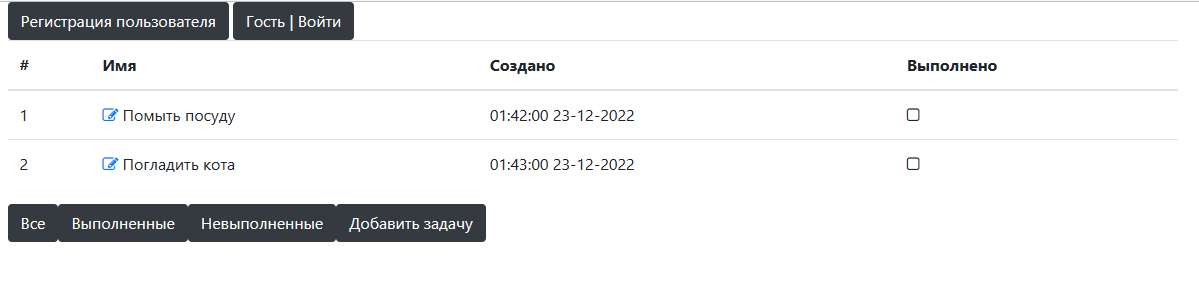 Регистрация пользователя Гость | Войти
# Имя Создано Выполнено
1 Помыть посуду 01:42:00 23-12-2022
2 Погладить кота 01:43:00 23-12-2022
Все Выполненные Невыполненные Добавить задачу